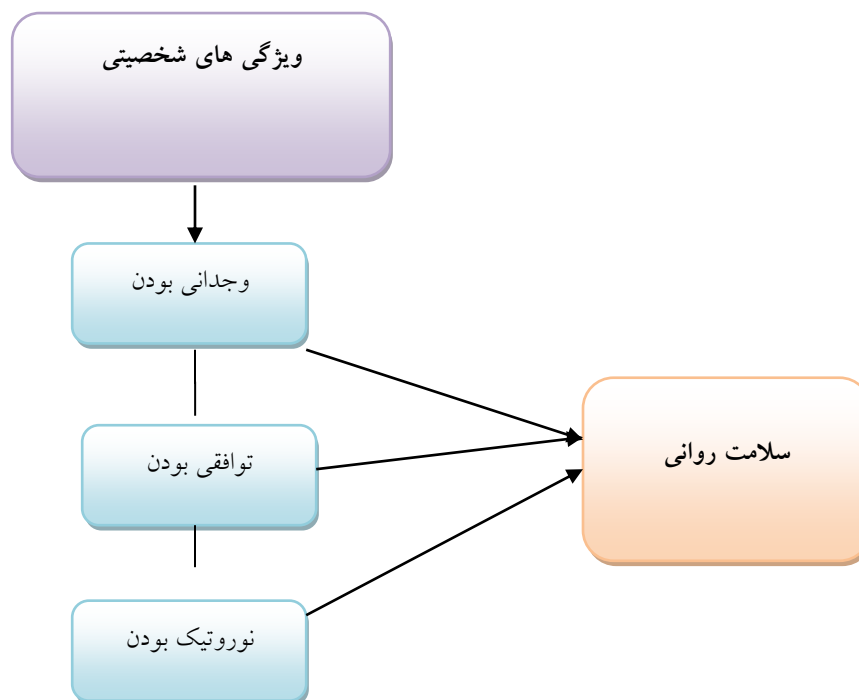 ویژگی های شخصیتی
وجدانی بودن
توافقی بودن
سلامت روانی
نوروتیک بودن